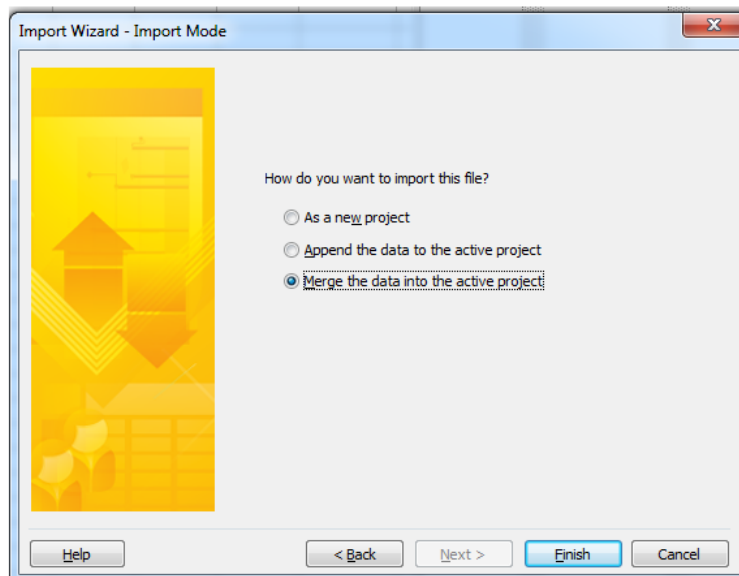 Import Wizard - Import Mode
How do you want to import this file?
As a new project
Append the data to the active project
Merge the data into the active project
Help
< Back
Next >
Finish
Cancel